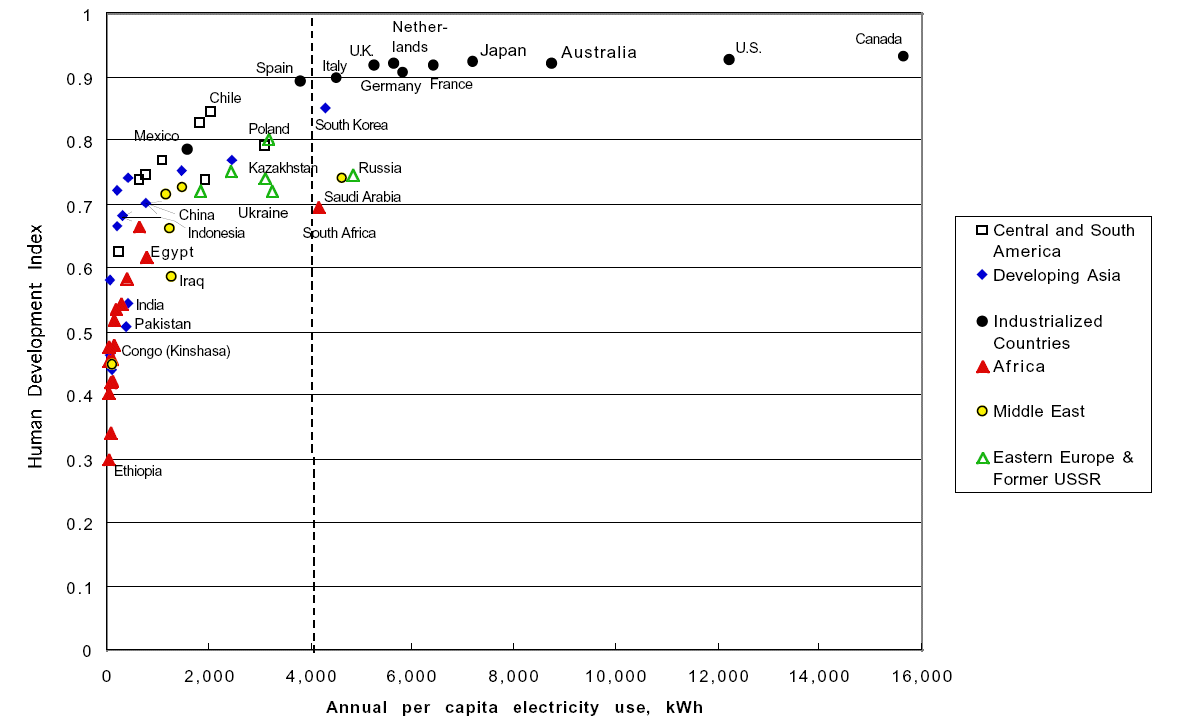 1
0.9
0.8
0.7
0.6
0.5
0.4
0.3
0.2
0.1
0
Human Development Index
Nether-
lands
U.K.
Japan
Australia
U.S.
Canada
Spain
Italy
Germany
France
Chile
South Korea
Mexico
Poland
Kazakhstan
Russia
Saudi Arabia
Ukraine
China
Indonesia
South Africa
Egypt
Iraq
India
Pakistan
Congo (Kinshasa)
Ethiopia
0
2,000
4,000
6,000
8,000
10,000
12,000
14,000
16,000
Annual per capita electricity use, kWh
Central and South
America
Developing Asia
Industrialized
Countries
Africa
Middle East
Eastern Europe &
Former USSR